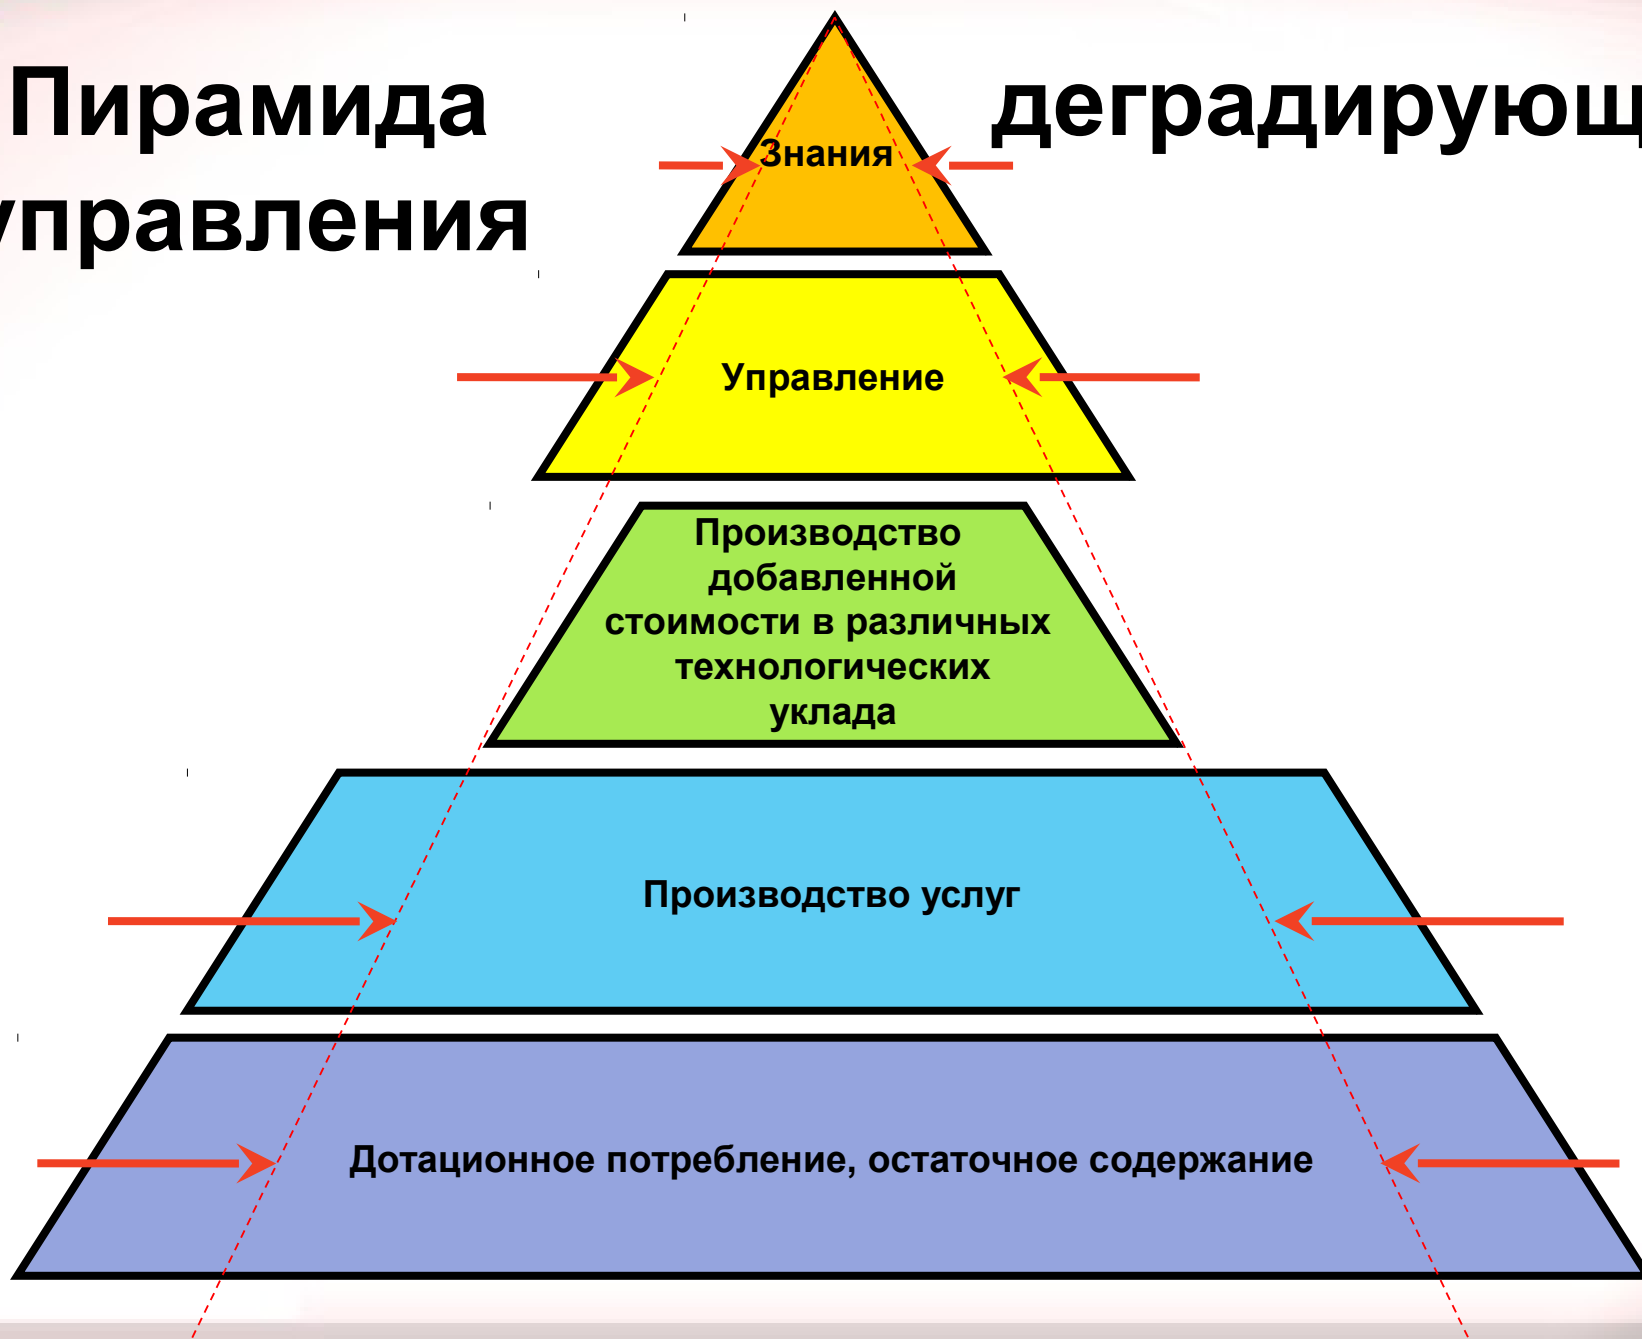 Пирамида
управления
деградирующ
Знания
Управление
Производство
добавленной
стоимости в различных
технологических
уклада
Производство услуг
Дотационное потребление, остаточное содержание